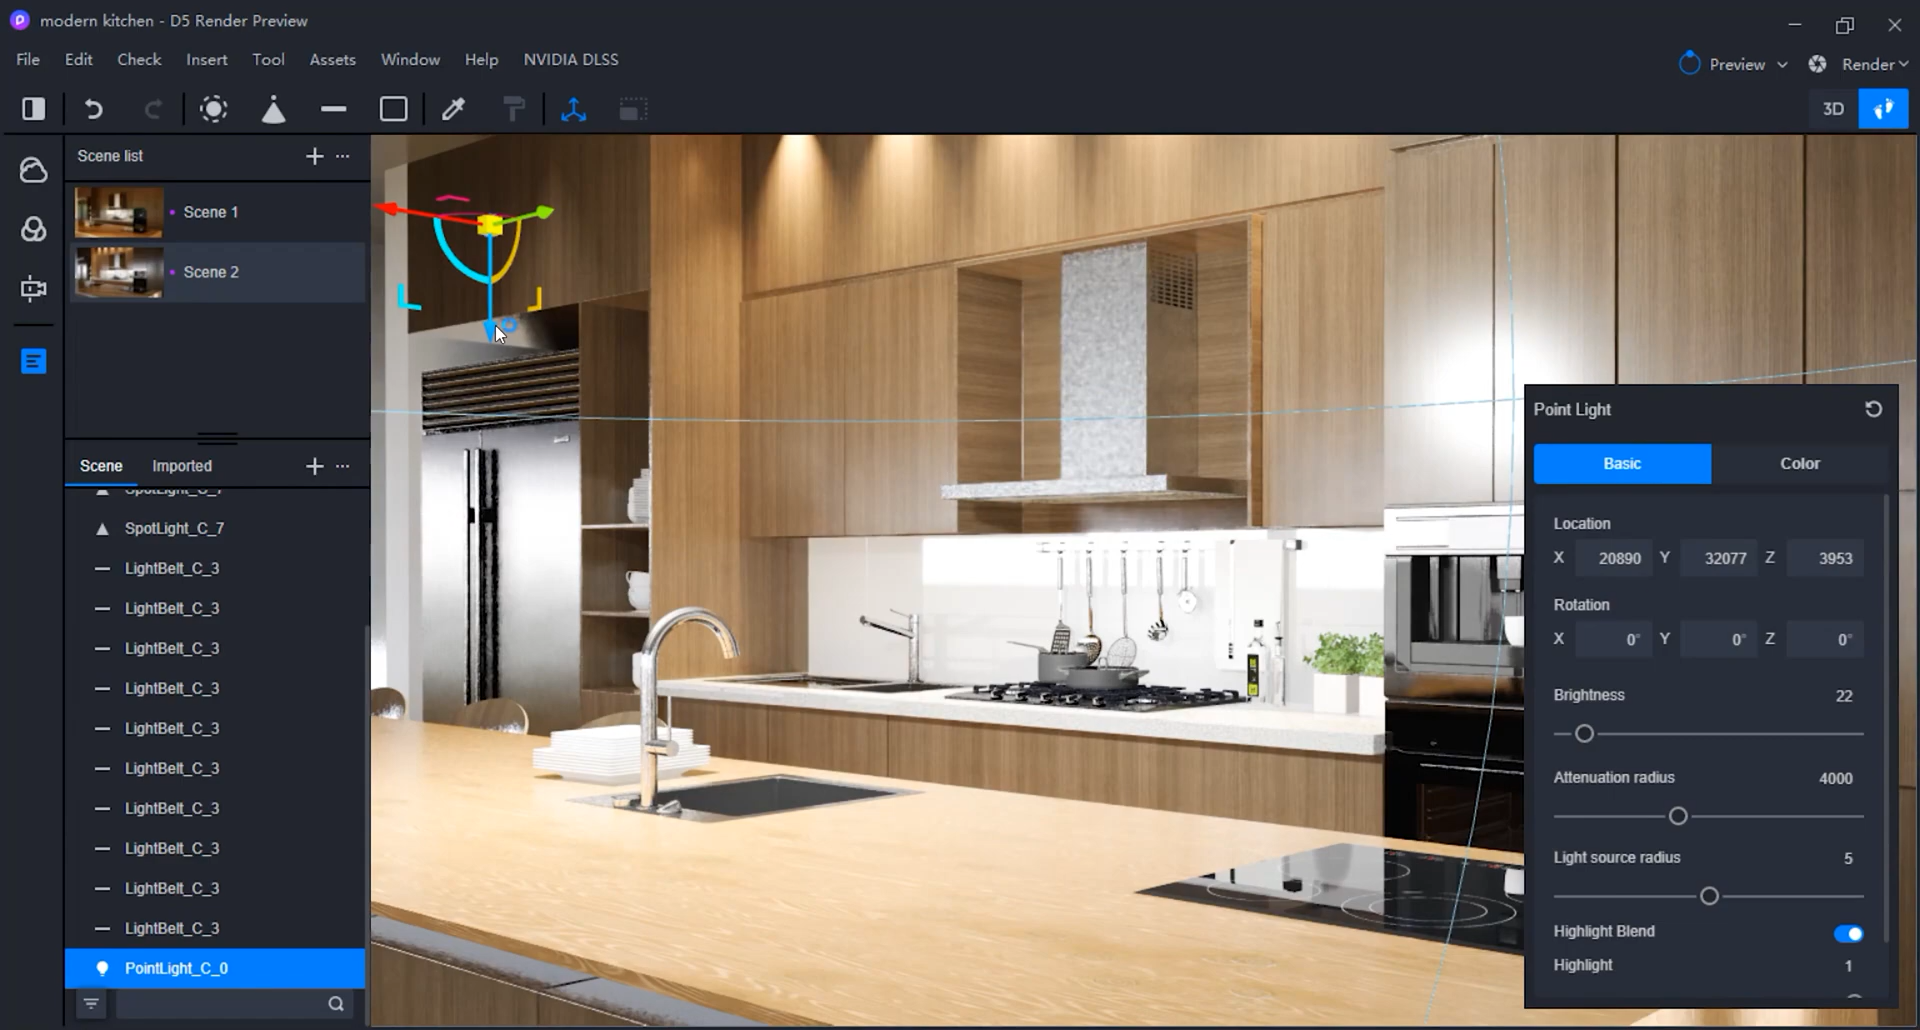 modern kitchen - D5 Render Preview
File Edit Check Insert Tool Assets Window Help NVIDIA DLSS
Preview Render
3D
Scene list
Scene 1
Scene 2
Scene Imported
SpotLight_C_7
SpotLight_C_7
LightBelt_C_3
LightBelt_C_3
LightBelt_C_3
LightBelt_C_3
LightBelt_C_3
LightBelt_C_3
LightBelt_C_3
LightBelt_C_3
LightBelt_C_3
LightBelt_C_3
PointLight_C_0
Point Light
Basic Color
Location
X 20890 Y 32077 Z 3953
Rotation
X 0° Y 0° Z 0°
Brightness 22
Attenuation radius 4000
Light source radius 5
Highlight Blend
Highlight 1